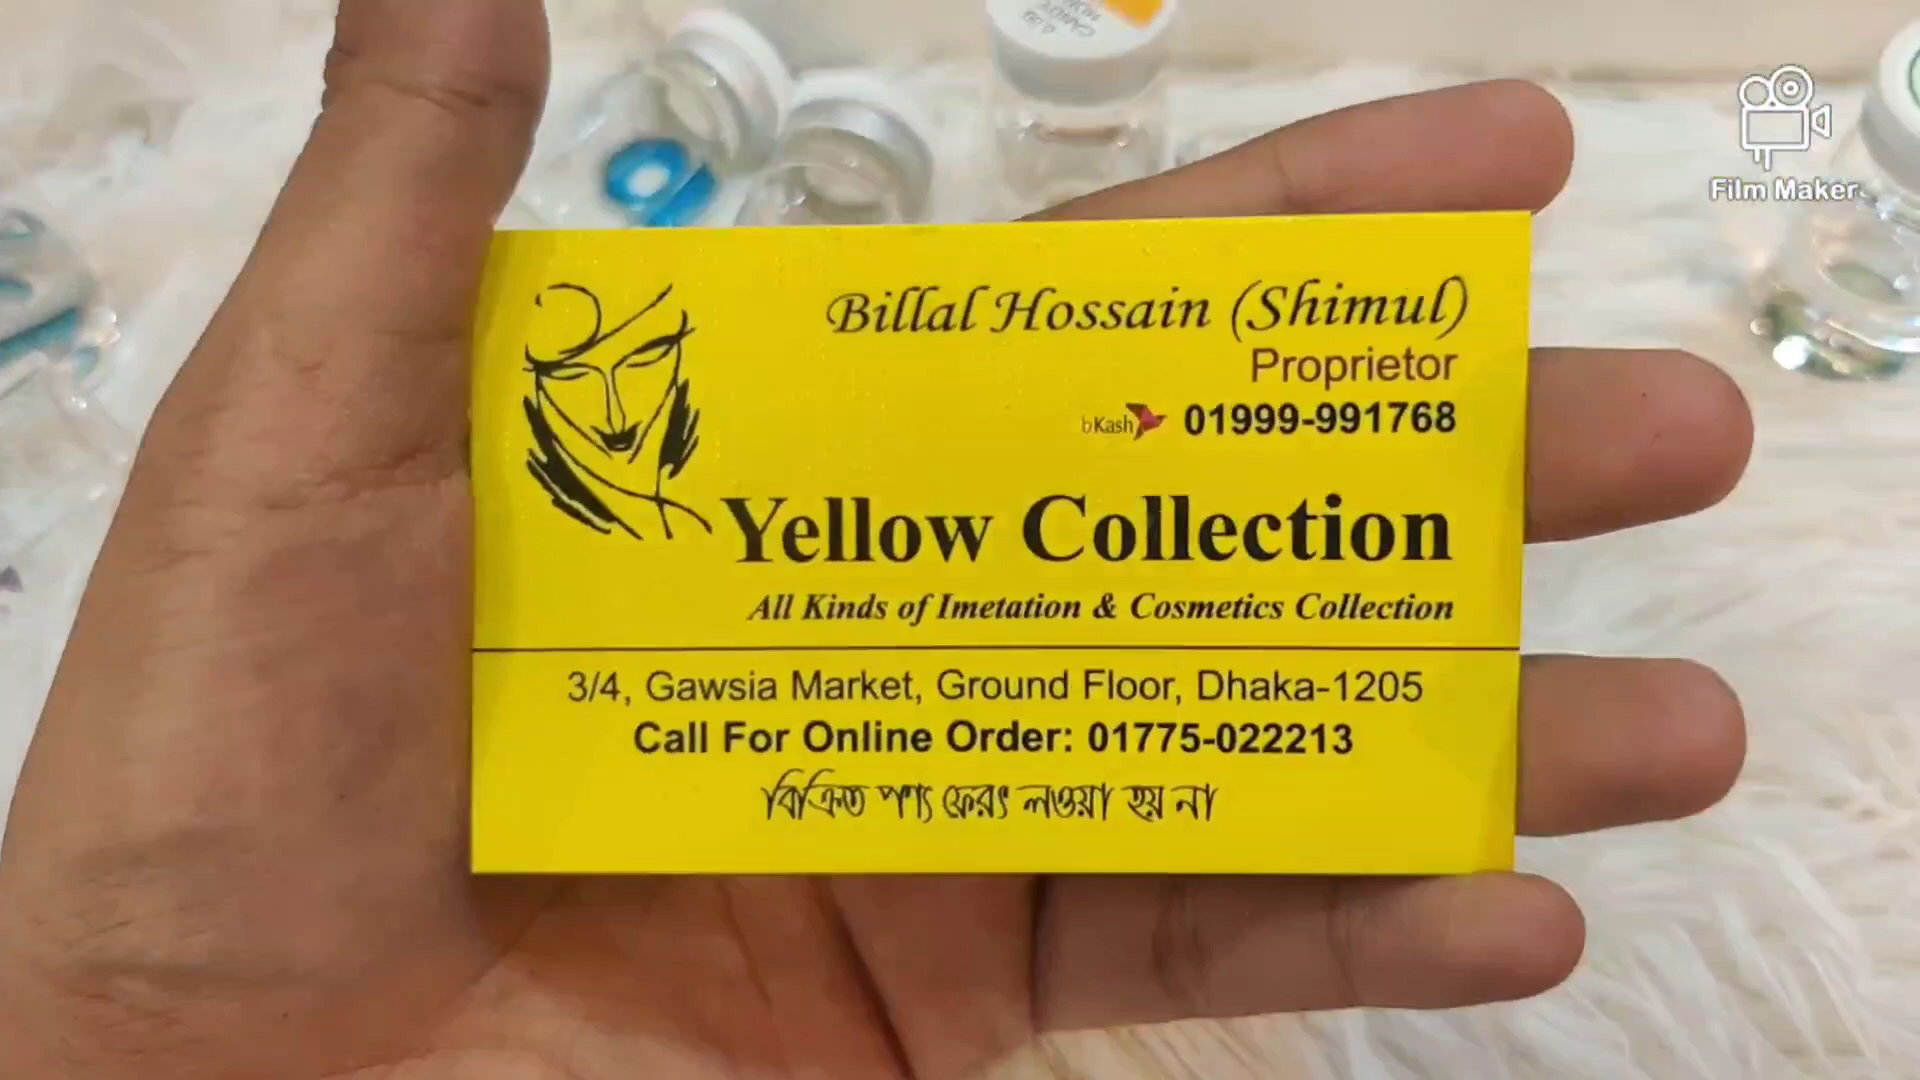 Film Maker
Billal Hossain (Shimul)
Proprietor
bKash 01999-991768
Yellow Collection
All Kinds of Imetation & Cosmetics Collection
3/4, Gawsia Market, Ground Floor, Dhaka-1205
Call For Online Order: 01775-022213
বিক্রিত পণ্য ফেরৎ লওয়া হয় না